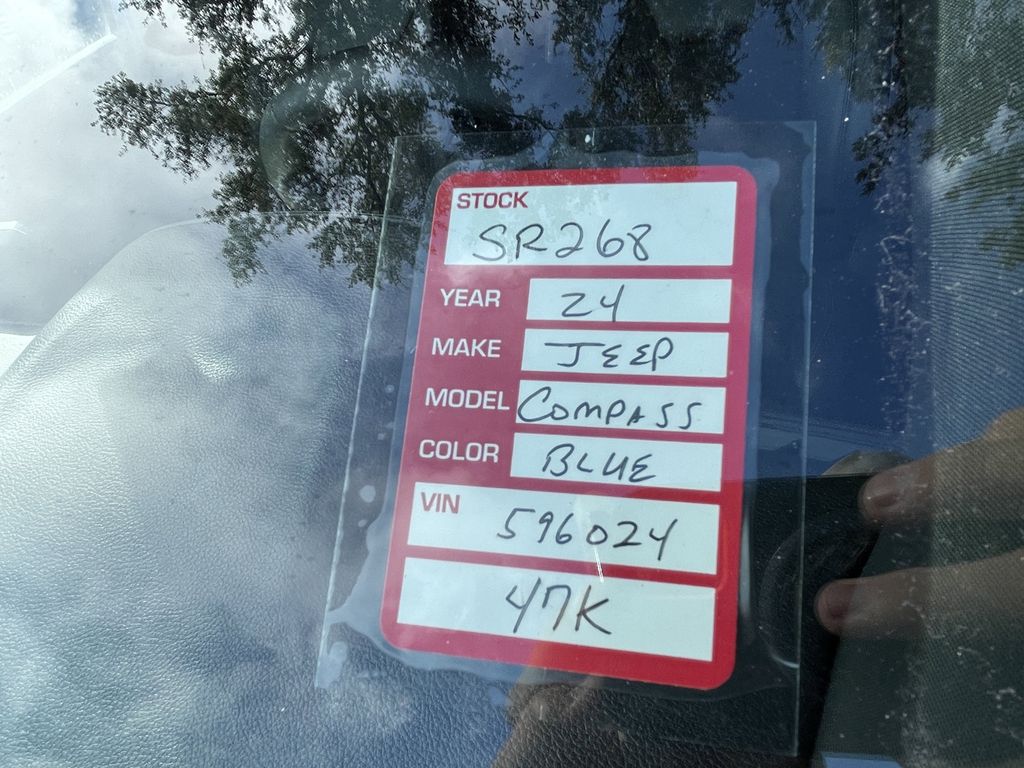 STOCK
SR268
YEAR 24
MAKE JEEP
MODEL COMPASS
COLOR BLUE
VIN
596024
47K